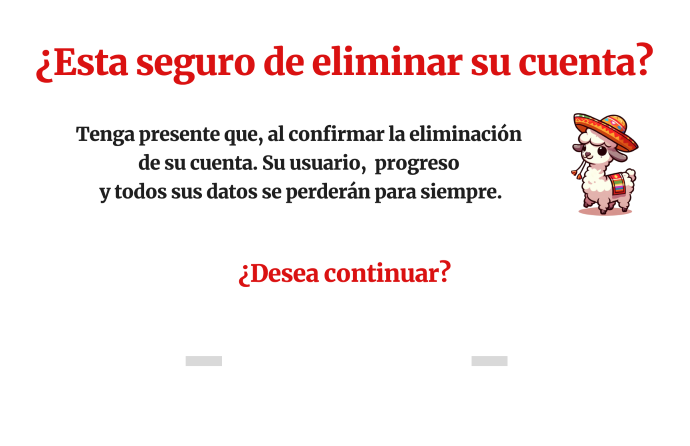 ¿Esta seguro de eliminar su cuenta?
Tenga presente que, al confirmar la eliminación
de su cuenta. Su usuario, progreso
y todos sus datos se perderán para siempre.
¿Desea continuar?